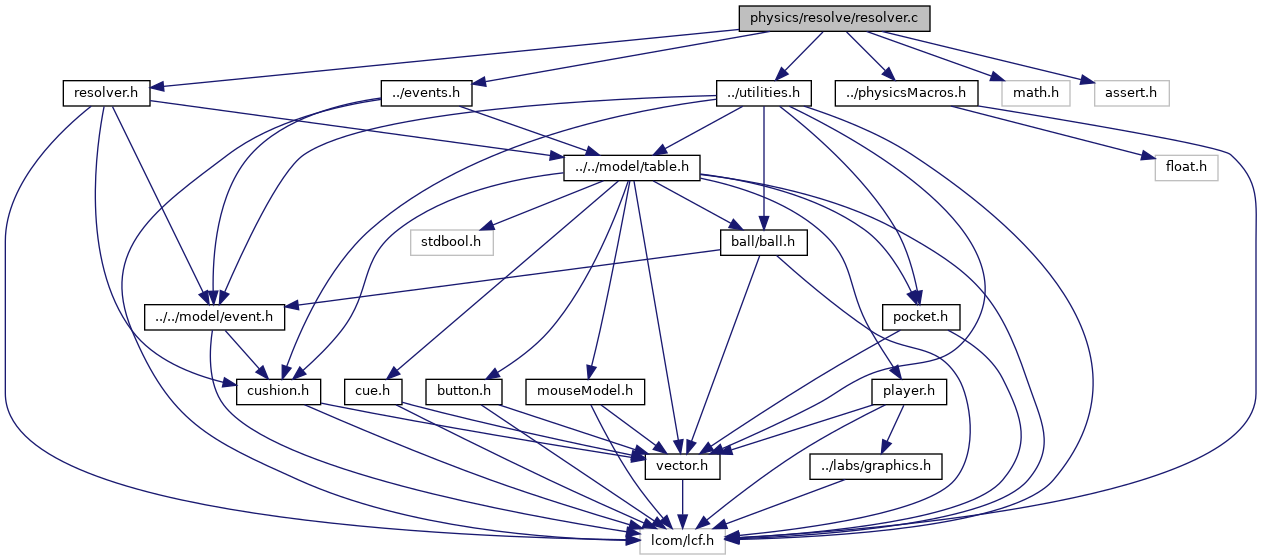 physics/resolve/resolver.c
resolver.h
../events.h
../utilities.h
../physicsMacros.h
math.h
assert.h
../../model/table.h
float.h
stdbool.h
ball/ball.h
../../model/event.h
pocket.h
cushion.h
cue.h
button.h
mouseModel.h
player.h
vector.h
../labs/graphics.h
lcom/lcf.h